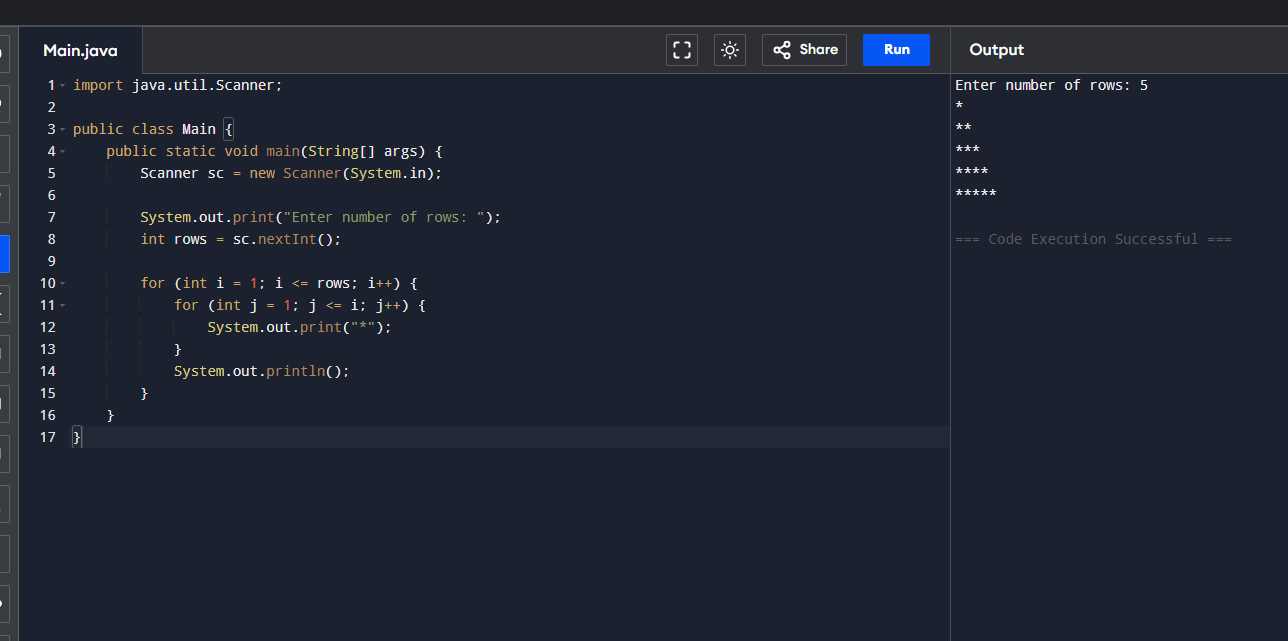 Main.java
Share
Run
Output
1 import java.util.Scanner;
2
3 public class Main {
4     public static void main(String[] args) {
5         Scanner sc = new Scanner(System.in);
6
7         System.out.print("Enter number of rows: ");
8         int rows = sc.nextInt();
9
10         for (int i = 1; i <= rows; i++) {
11             for (int j = 1; j <= i; j++) {
12                 System.out.print("*");
13             }
14             System.out.println();
15         }
16     }
17 }
Enter number of rows: 5
*
**
***
****
*****
=== Code Execution Successful ===